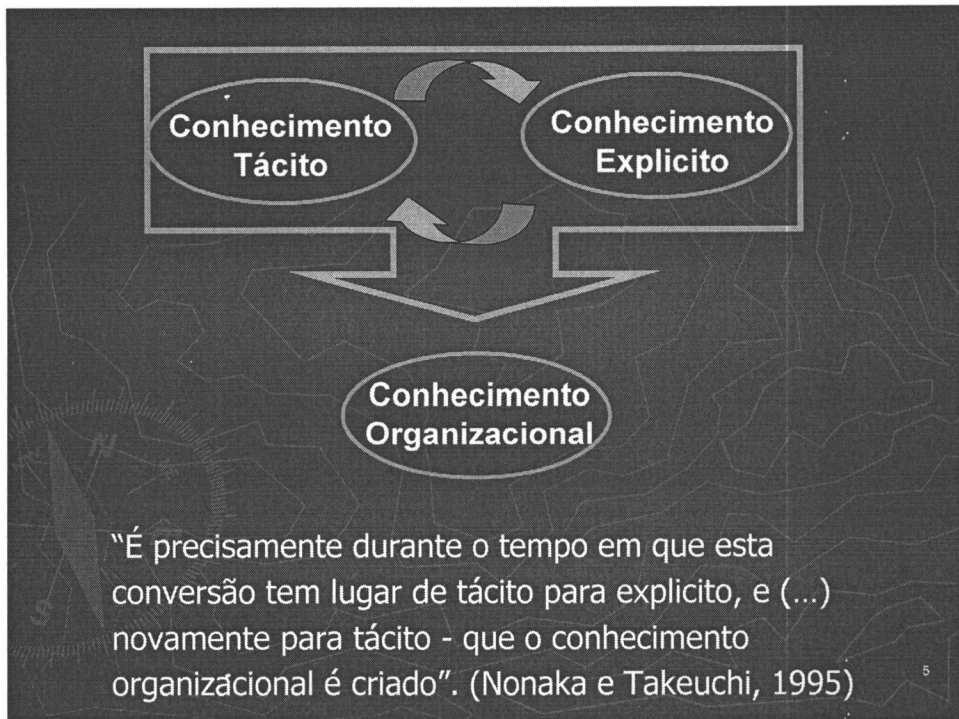 Conhecimento
Tácito
Conhecimento
Explicito
Conhecimento
Organizacional
N
S
“É precisamente durante o tempo em que esta
conversão tem lugar de tácito para explicito, e (...)
novamente para tácito - que o conhecimento
organizacional é criado”. (Nonaka e Takeuchi, 1995)
5